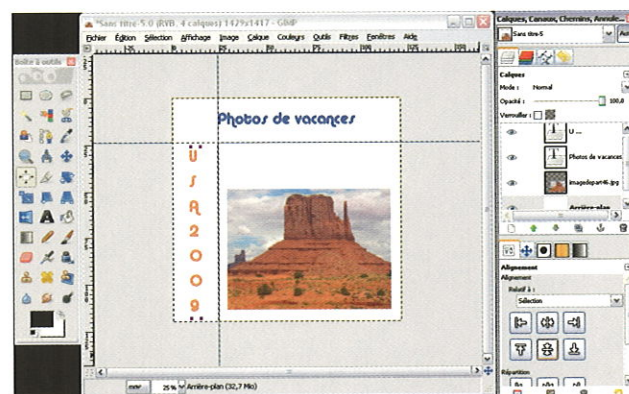 *Sans titre-5.0 (RVB, 4 calques) 1429x1417 - GIMP
Fichier Édition Sélection Affichage Image Calque Couleurs Outils Filtres Fenêtres Aide
Boîte à outils
Photos de vacances
U
S
A
2
0
0
9
mm
25 %
Arrière-plan (32,7 Mio)
Calques, Canaux, Chemins, Annule...
Sans titre-5
Calques
Mode : Normal
Opacité : 100,0
Verrouiller :
U ...
Photos de vacances
imagedepart46.jpg
Arrière-plan
Alignement
Alignement
Relatif à :
Sélection
Répartition